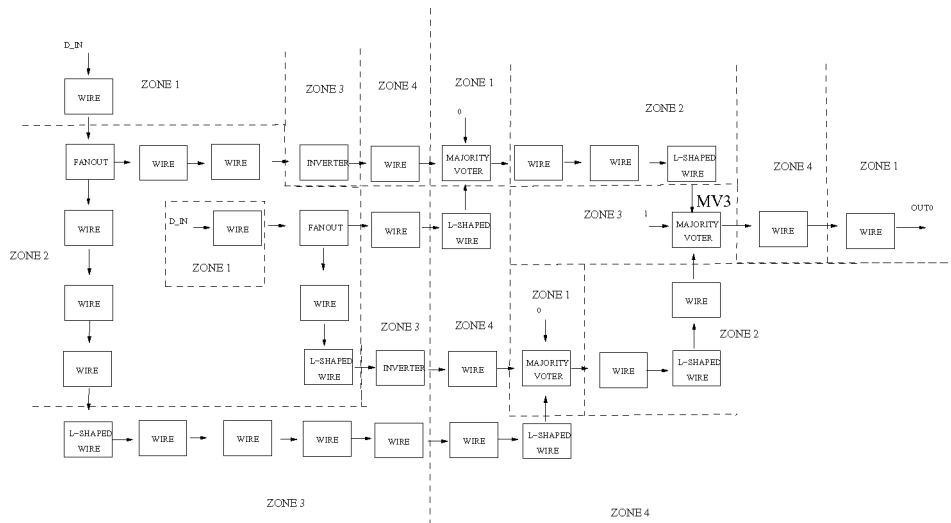 D_IN
WIRE
ZONE 1
ZONE 3
ZONE 4
ZONE 1
0
ZONE 2
ZONE 4
ZONE 1
FANOUT
WIRE
WIRE
INVERTER
WIRE
MAJORITY
VOTER
WIRE
WIRE
L-SHAPED
WIRE
MV3
WIRE
D_IN
WIRE
ZONE 1
FANOUT
WIRE
L-SHAPED
WIRE
ZONE 3
1
MAJORITY
VOTER
WIRE
WIRE
OUT0
ZONE 2
WIRE
WIRE
ZONE 3
ZONE 4
ZONE 1
0
WIRE
ZONE 2
WIRE
L-SHAPED
WIRE
INVERTER
WIRE
MAJORITY
VOTER
WIRE
L-SHAPED
WIRE
L-SHAPED
WIRE
WIRE
WIRE
WIRE
WIRE
WIRE
L-SHAPED
WIRE
ZONE 3
ZONE 4